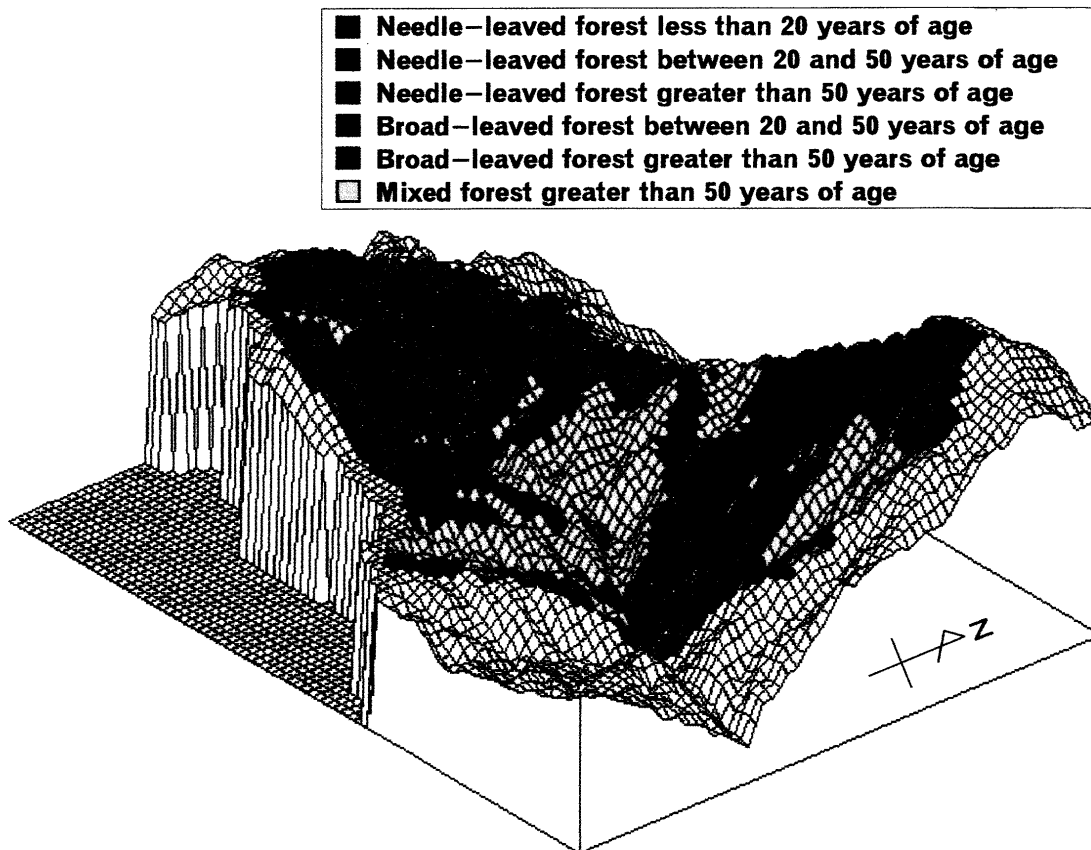 Needle-leaved forest less than 20 years of age
Needle-leaved forest between 20 and 50 years of age
Needle-leaved forest greater than 50 years of age
Broad-leaved forest between 20 and 50 years of age
Broad-leaved forest greater than 50 years of age
Mixed forest greater than 50 years of age
N